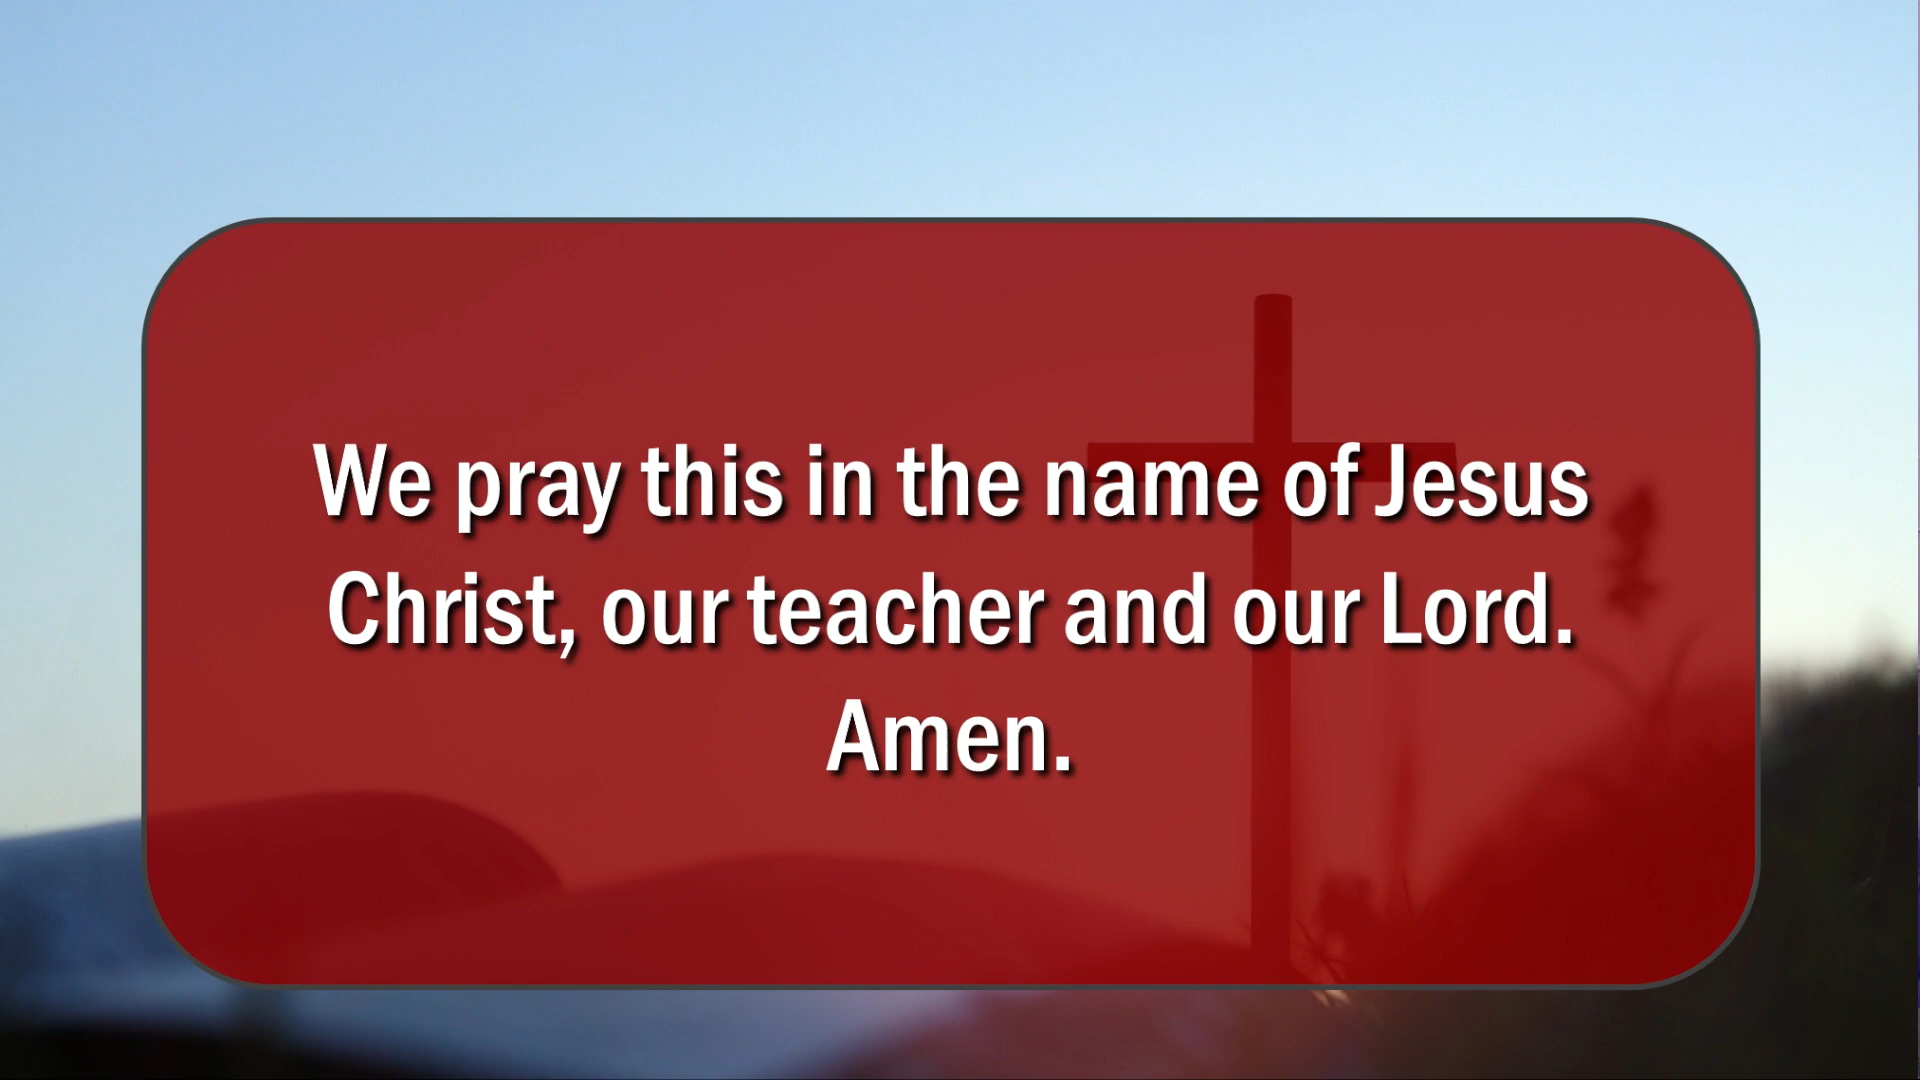 We pray this in the name of Jesus
Christ, our teacher and our Lord.
Amen.